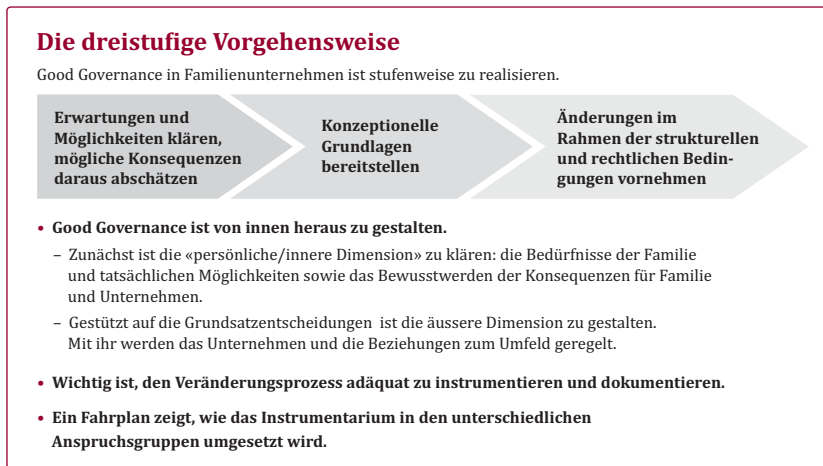 Die dreistufige Vorgehensweise
Good Governance in Familienunternehmen ist stufenweise zu realisieren.
Erwartungen und
Möglichkeiten klären,
mögliche Konsequenzen
daraus abschätzen
Konzeptionelle
Grundlagen
bereitstellen
Änderungen im
Rahmen der strukturellen
und rechtlichen Bedin-
gungen vornehmen
• Good Governance ist von innen heraus zu gestalten.
– Zunächst ist die «persönliche/innere Dimension» zu klären: die Bedürfnisse der Familie
und tatsächlichen Möglichkeiten sowie das Bewusstwerden der Konsequenzen für Familie
und Unternehmen.
– Gestützt auf die Grundsatzentscheidungen ist die äussere Dimension zu gestalten.
Mit ihr werden das Unternehmen und die Beziehungen zum Umfeld geregelt.
• Wichtig ist, den Veränderungsprozess adäquat zu instrumentieren und dokumentieren.
• Ein Fahrplan zeigt, wie das Instrumentarium in den unterschiedlichen
Anspruchsgruppen umgesetzt wird.